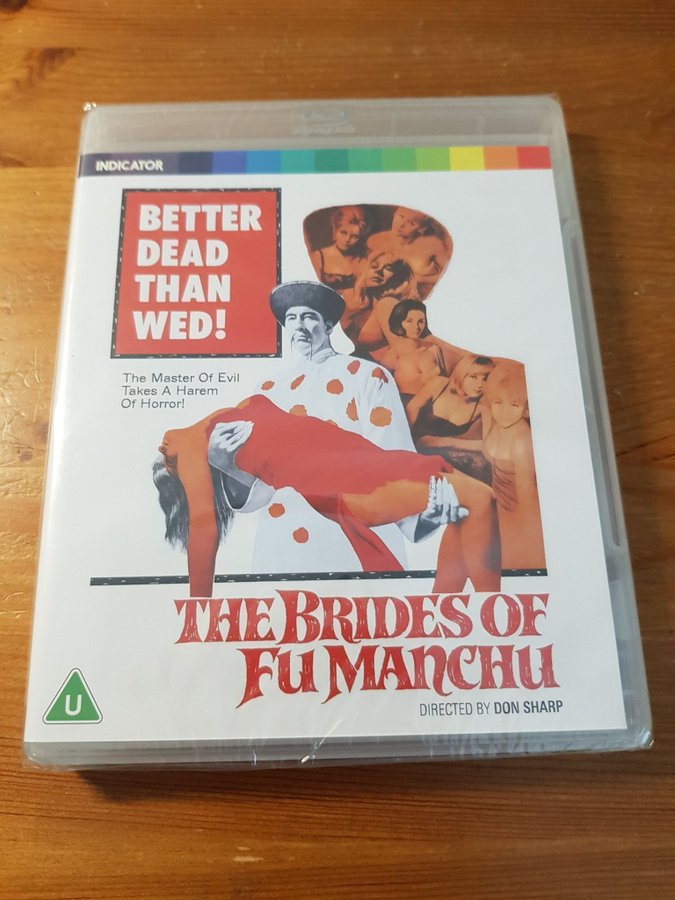 INDICATOR
BETTER
DEAD
THAN
WED!
The Master Of Evil
Takes A Harem
Of Horror!
THE BRIDES OF
FU MANCHU
DIRECTED BY DON SHARP
U